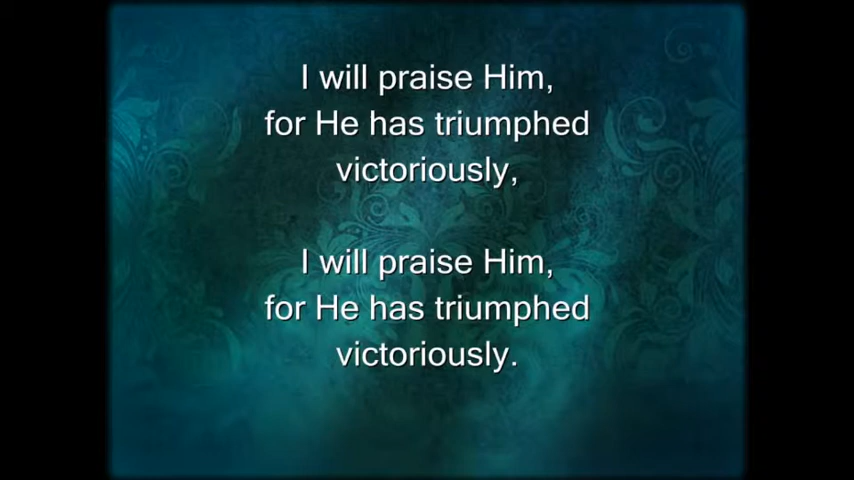 I will praise Him,
for He has triumphed
victoriously,
I will praise Him,
for He has triumphed
victoriously.